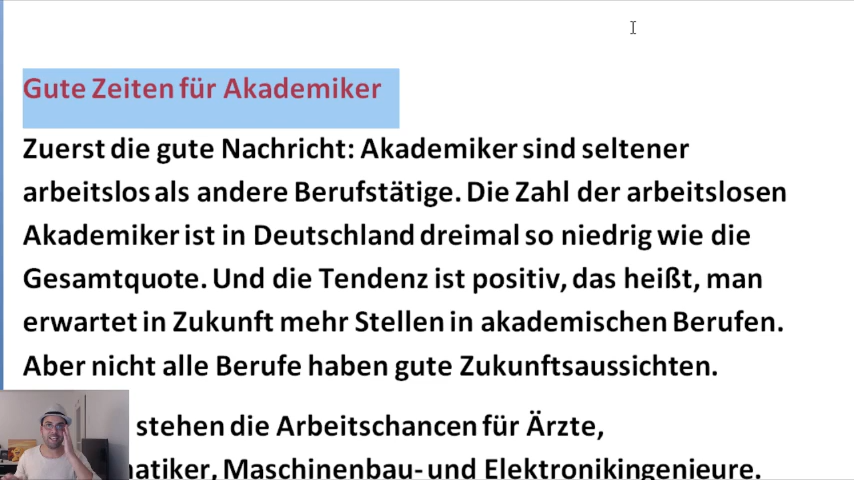 Gute Zeiten für Akademiker
Zuerst die gute Nachricht: Akademiker sind seltener
arbeitslos als andere Berufstätige. Die Zahl der arbeitslosen
Akademiker ist in Deutschland dreimal so niedrig wie die
Gesamtquote. Und die Tendenz ist positiv, das heißt, man
erwartet in Zukunft mehr Stellen in akademischen Berufen.
Aber nicht alle Berufe haben gute Zukunftsaussichten.
stehen die Arbeitschancen für Ärzte,
Maschinenbau- und Elektronikingenieure.